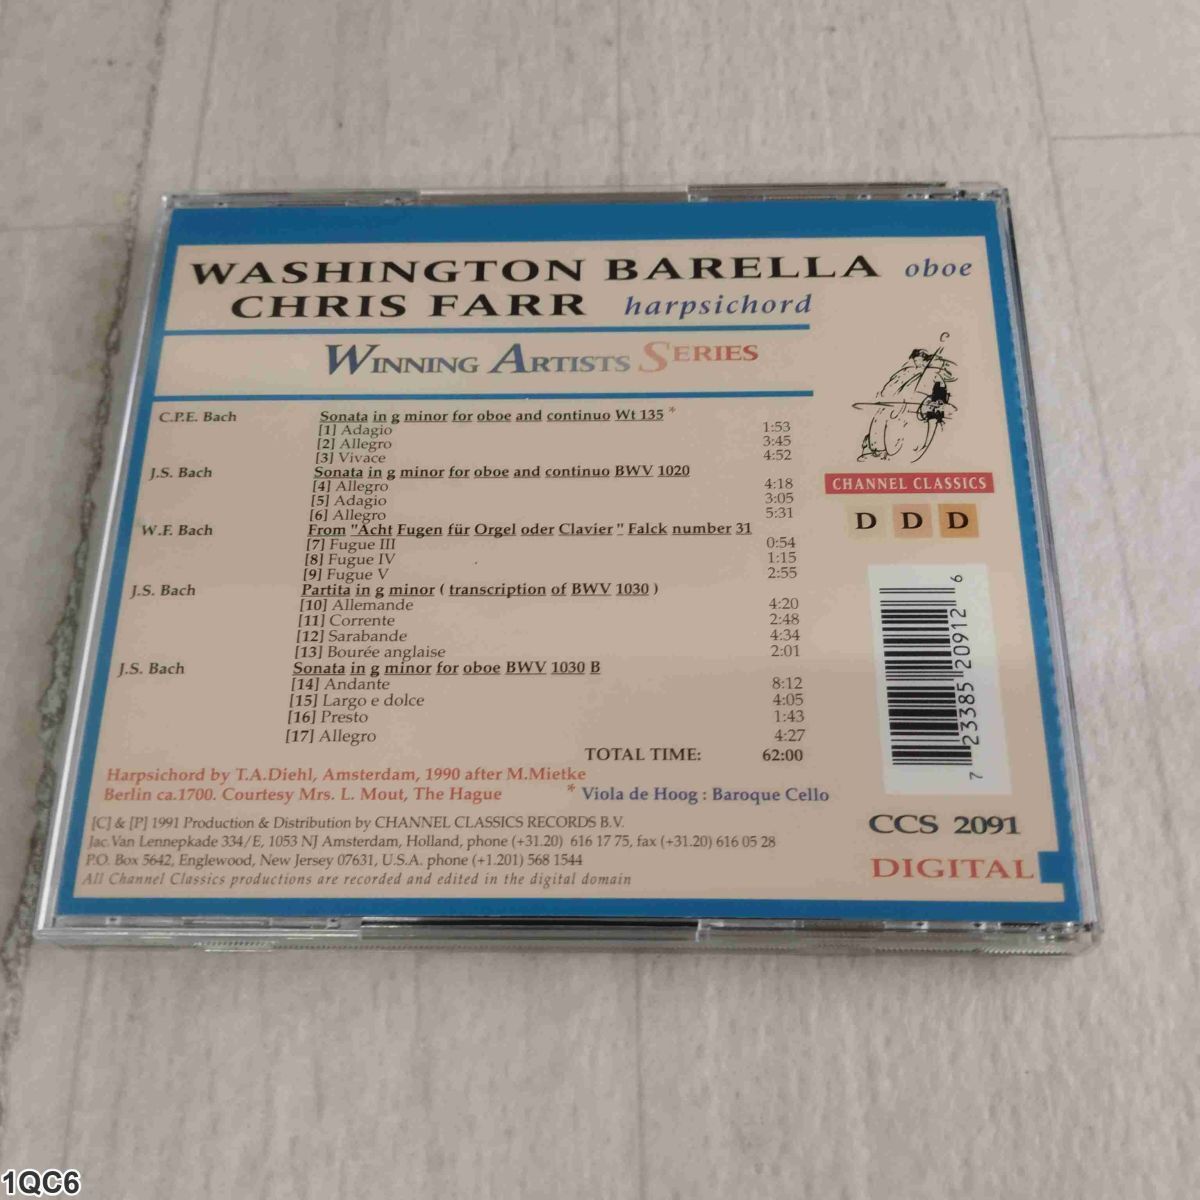 WASHINGTON BARELLA oboe
CHRIS FARR harpsichord
WINNING ARTISTS SERIES
C.P.E. Bach Sonata in g minor for oboe and continuo Wt 135 *
[1] Adagio 1:53
[2] Allegro 3:45
[3] Vivace 4:52
J.S. Bach Sonata in g minor for oboe and continuo BWV 1020
[4] Allegro 4:18
[5] Adagio 3:05
[6] Allegro 5:31
W.F. Bach From "Acht Fugen für Orgel oder Clavier" Falck number 31
[7] Fugue III 0:54
[8] Fugue IV 1:15
[9] Fugue V 2:55
J.S. Bach Partita in g minor ( transcription of BWV 1030 )
[10] Allemande 4:20
[11] Corrente 2:48
[12] Sarabande 4:34
[13] Bourée anglaise 2:01
J.S. Bach Sonata in g minor for oboe BWV 1030 B
[14] Andante 8:12
[15] Largo e dolce 4:05
[16] Presto 1:43
[17] Allegro 4:27
TOTAL TIME: 62:00
Harpsichord by T.A.Diehl, Amsterdam, 1990 after M.Mietke
Berlin ca.1700. Courtesy Mrs. L. Mout, The Hague
* Viola de Hoog : Baroque Cello
[C] & [P] 1991 Production & Distribution by CHANNEL CLASSICS RECORDS B.V.
Jac.Van Lennepkade 334/E, 1053 NJ Amsterdam, Holland, phone (+31.20) 616 17 75, fax (+31.20) 616 05 28
P.O. Box 5642, Englewood, New Jersey 07631, U.S.A. phone (+1.201) 568 1544
All Channel Classics productions are recorded and edited in the digital domain
CHANNEL CLASSICS
D D D
7 23385 20912 6
CCS 2091
DIGITAL
1QC6